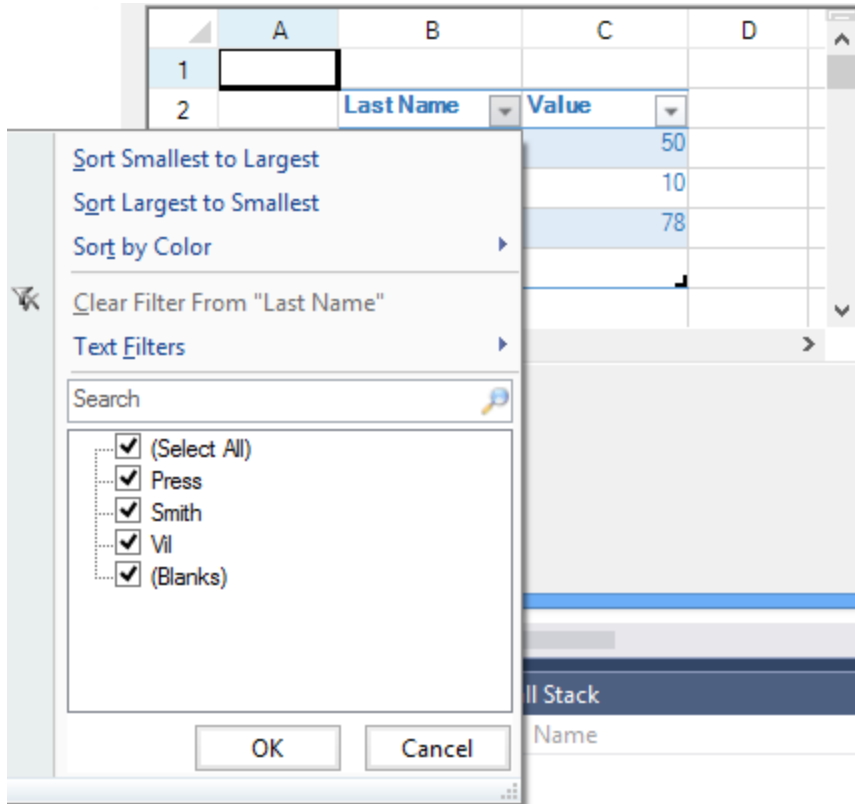 A B C D
1
2 Last Name Value
50
10
78
Sort Smallest to Largest
Sort Largest to Smallest
Sort by Color
Clear Filter From "Last Name"
Text Filters
Search
(Select All)
Press
Smith
Vil
(Blanks)
OK Cancel
ll Stack
Name